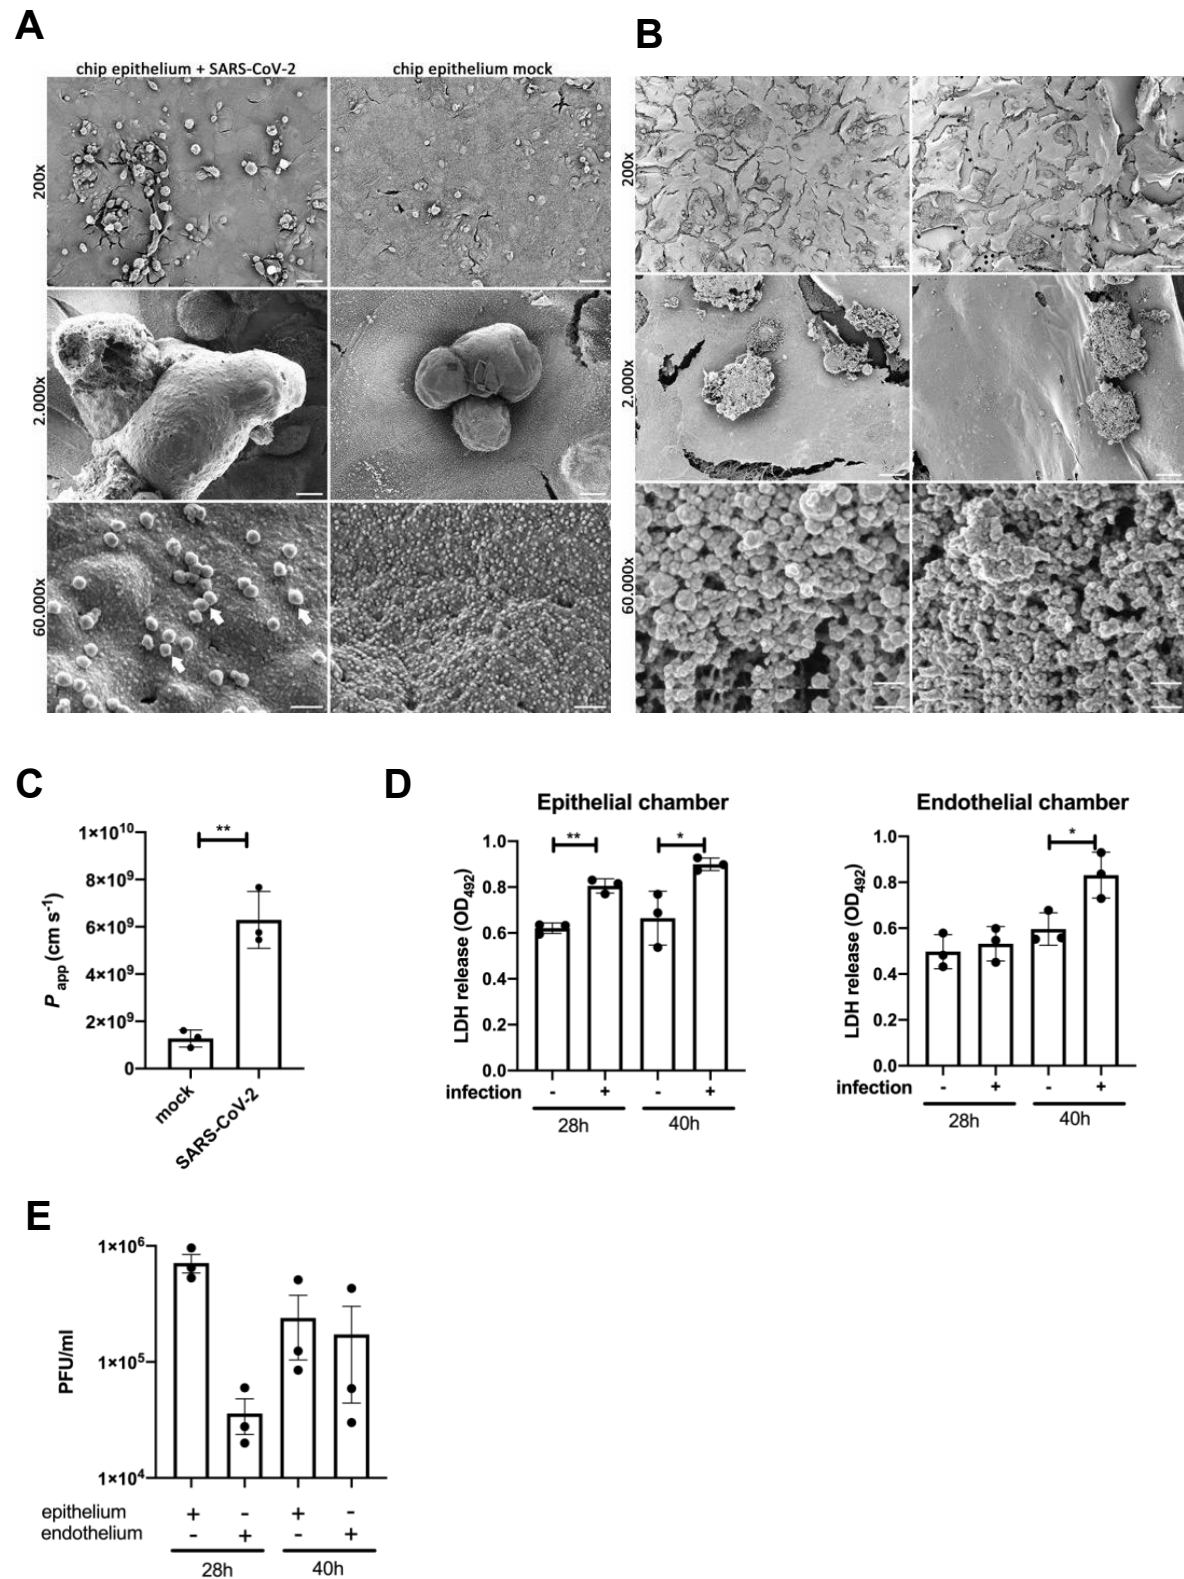 A
B
chip epithelium + SARS-CoV-2
chip epithelium mock
200x
200x
2.000x
2.000x
60.000x
60.000x
C
D
Epithelial chamber
Endothelial chamber
1×10¹⁰
8×10⁹
6×10⁹
4×10⁹
2×10⁹
0
P app (cm s⁻¹)
**
mock
SARS-CoV-2
1.0
0.8
0.6
0.4
0.2
0.0
LDH release (OD₄₉₂)
**
*
infection - + - +
28h 40h
1.0
0.8
0.6
0.4
0.2
0.0
LDH release (OD₄₉₂)
*
infection - + - +
28h 40h
E
1×10⁶
1×10⁵
1×10⁴
PFU/ml
epithelium + - + -
endothelium - + - +
28h 40h